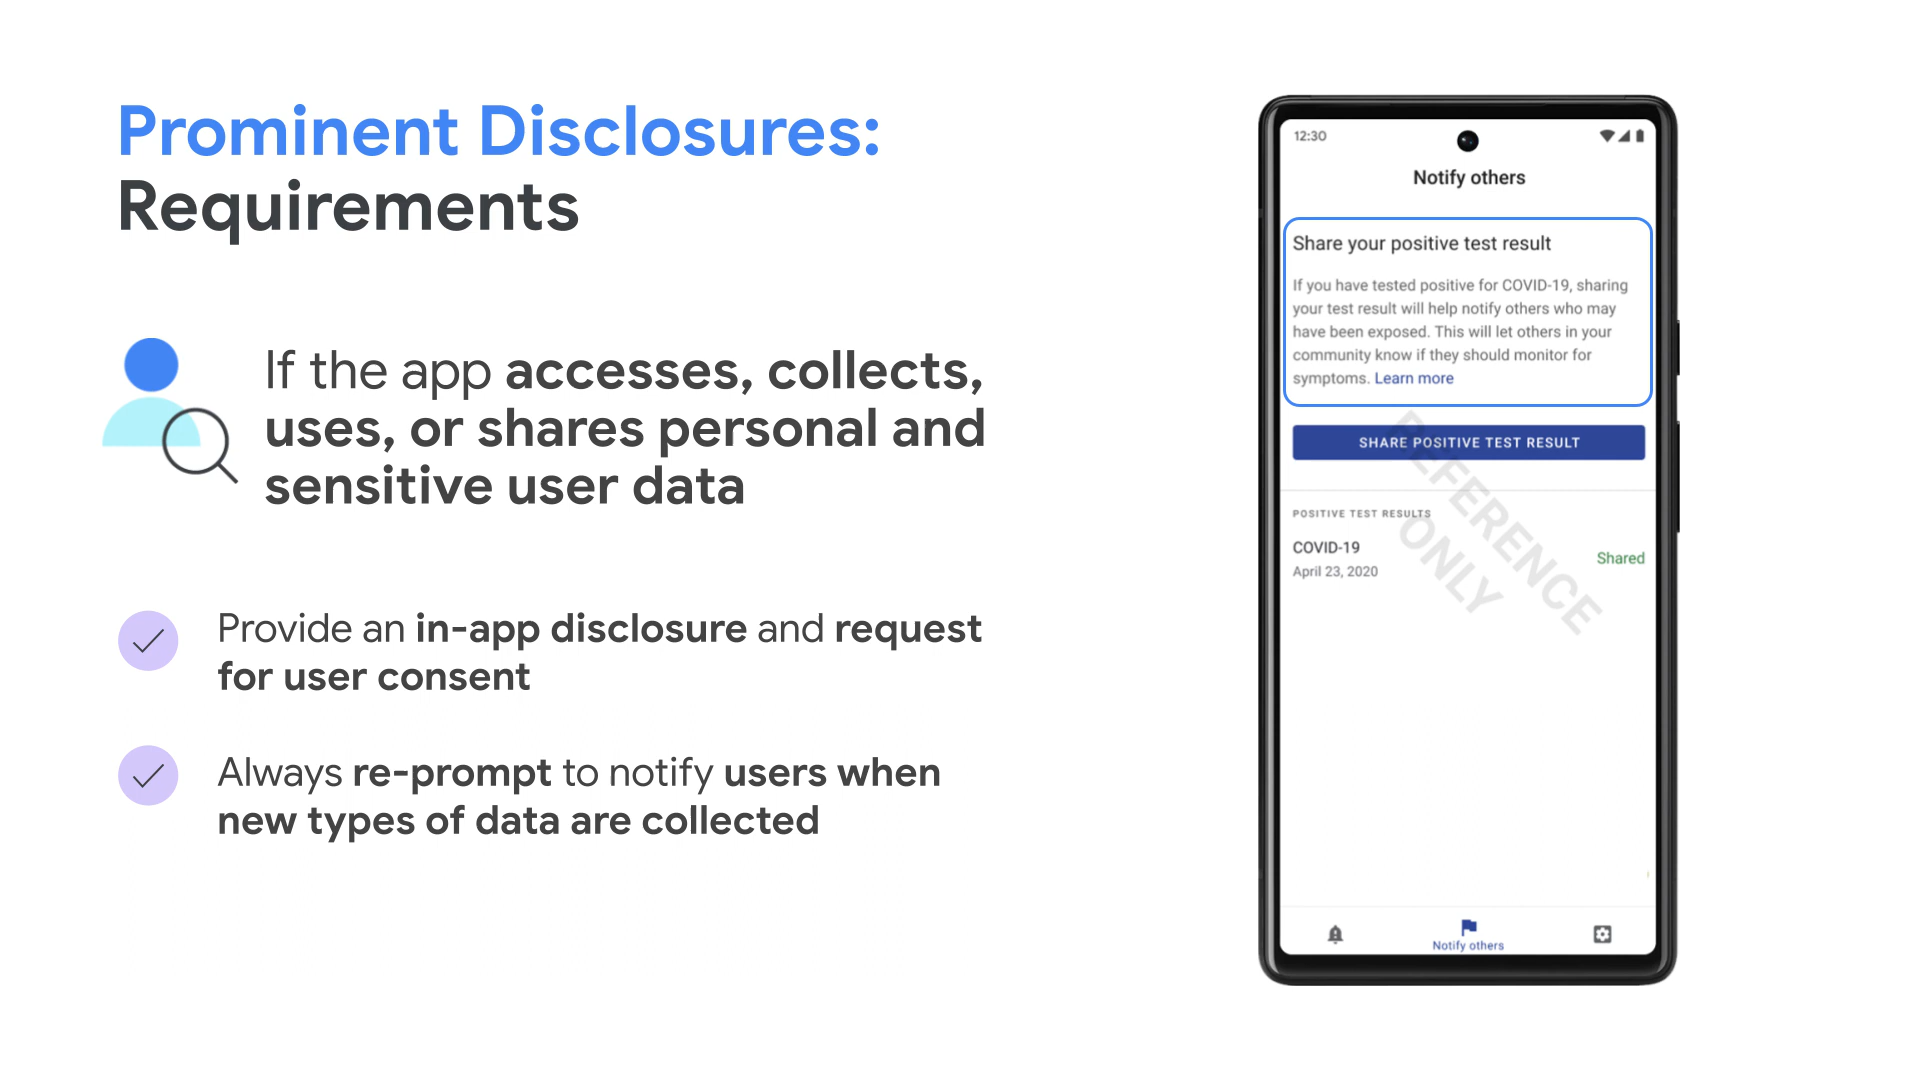 Prominent Disclosures:
Requirements
If the app accesses, collects,
uses, or shares personal and
sensitive user data
Provide an in-app disclosure and request
for user consent
Always re-prompt to notify users when
new types of data are collected
12:30
Notify others
Share your positive test result
If you have tested positive for COVID-19, sharing
your test result will help notify others who may
have been exposed. This will let others in your
community know if they should monitor for
symptoms. Learn more
SHARE POSITIVE TEST RESULT
POSITIVE TEST RESULTS
COVID-19
April 23, 2020
Shared
REFERENCE
ONLY
Notify others